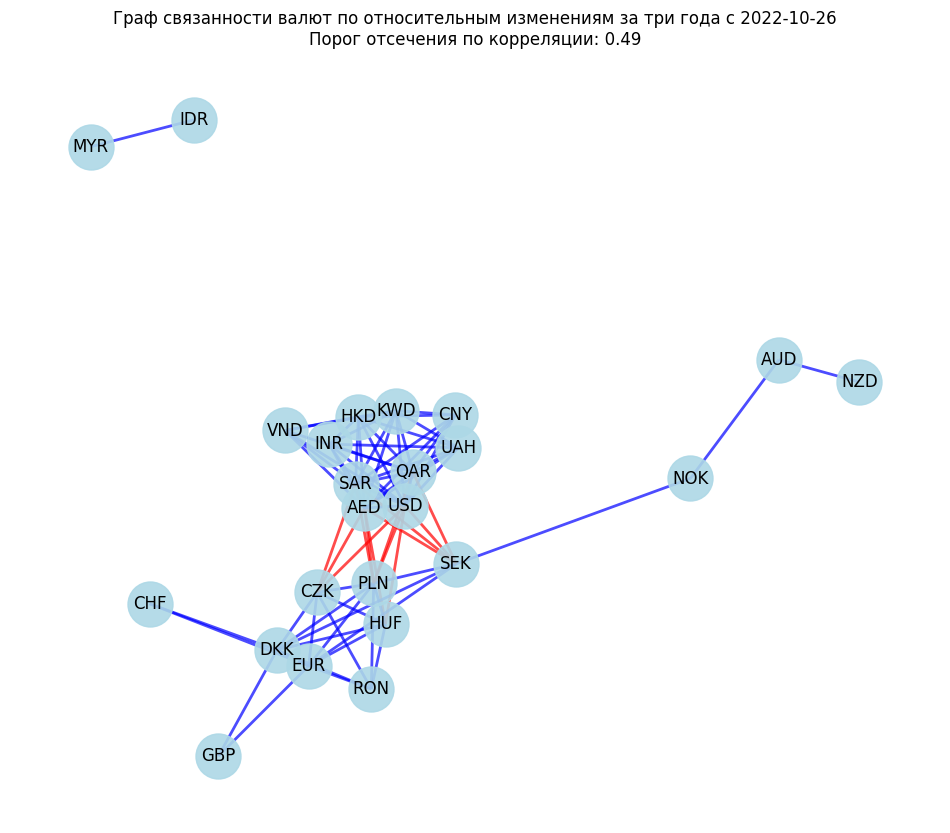 Граф связанности валют по относительным изменениям за три года с 2022-10-26
Порог отсечения по корреляции: 0.49
IDR
MYR
AUD
NZD
KWD
HKD
CNY
VND
INR
UAH
QAR
SAR
NOK
USD
AED
SEK
PLN
CZK
CHF
HUF
DKK
EUR
RON
GBP